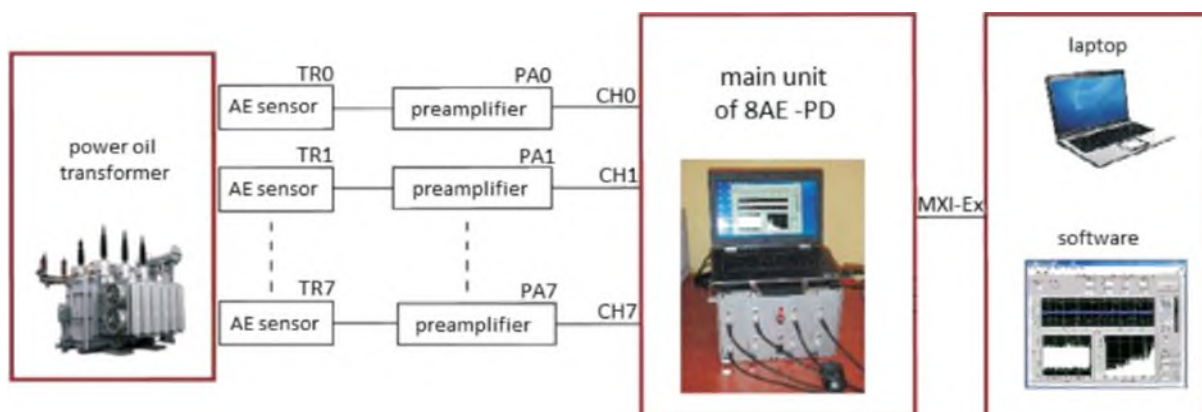 power oil
transformer
TR0
AE sensor
PA0
preamplifier
CH0
TR1
AE sensor
PA1
preamplifier
CH1
TR7
AE sensor
PA7
preamplifier
CH7
main unit
of 8AE -PD
MXI-Ex
laptop
software